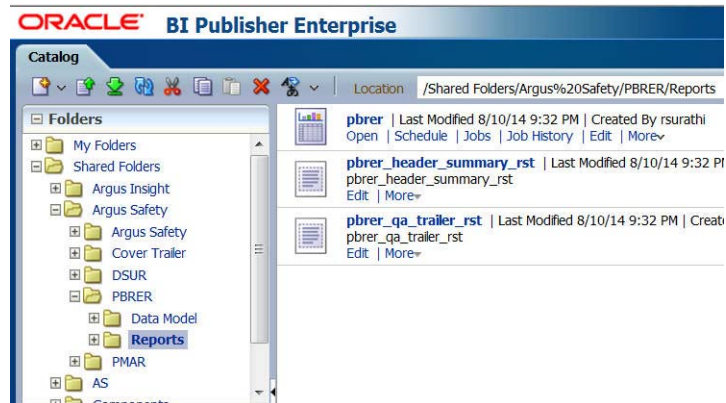 ORACLE BI Publisher Enterprise
Catalog
Location /Shared Folders/Argus%20Safety/PBRER/Reports
Folders
My Folders
Shared Folders
Argus Insight
Argus Safety
Argus Safety
Cover Trailer
DSUR
PBRER
Data Model
Reports
PMAR
AS
Components
pbrer | Last Modified 8/10/14 9:32 PM | Created By rsurathi
Open | Schedule | Jobs | Job History | Edit | More
pbrer_header_summary_rst | Last Modified 8/10/14 9:32 PM
pbrer_header_summary_rst
Edit | More
pbrer_qa_trailer_rst | Last Modified 8/10/14 9:32 PM | Create
pbrer_qa_trailer_rst
Edit | More